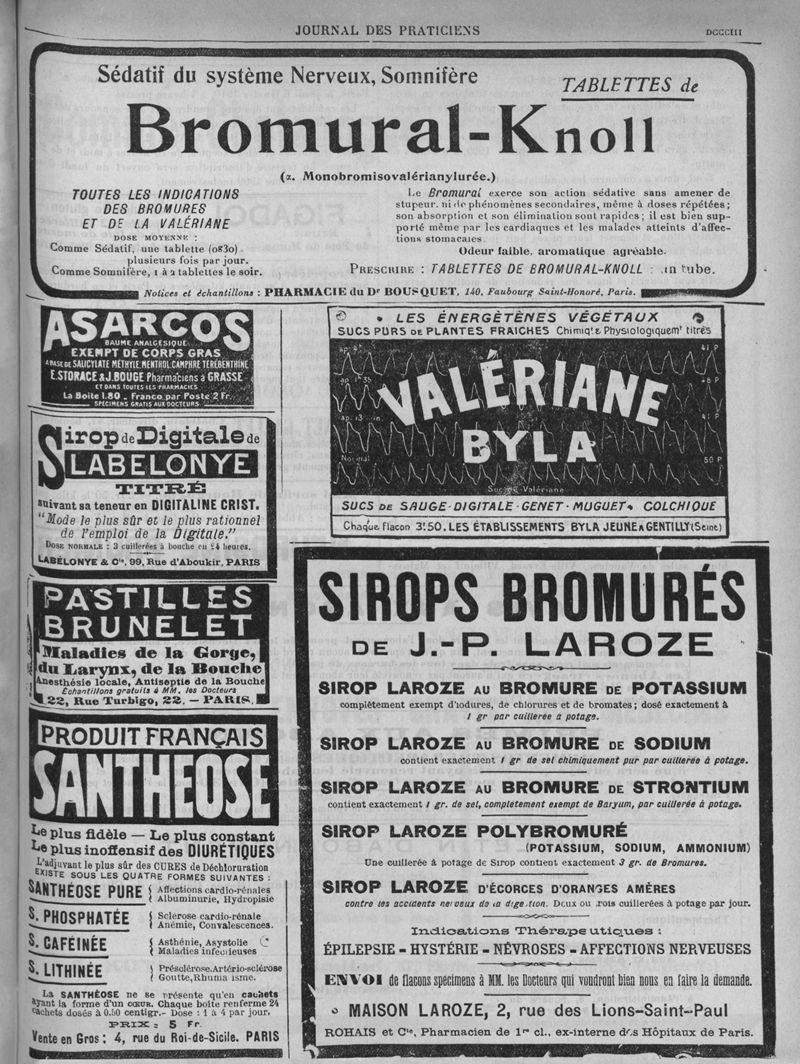 JOURNAL DES PRATICIENS
DCCCCIII
Sédatif du système Nerveux, Somnifère
TABLETTES de
Bromural-Knoll
(α. Monobromisovalérianylurée.)
TOUTES LES INDICATIONS
DES BROMURES
ET DE LA VALÉRIANE
DOSE MOYENNE :
Comme Sédatif, une tablette (0g30)
plusieurs fois par jour.
Comme Somnifère, 1 à 2 tablettes le soir.
Le Bromural exerce son action sédative sans amener de
stupeur, ni de phénomènes secondaires, même à doses répétées ;
son absorption et son élimination sont rapides ; il est bien sup-
porté même par les cardiaques et les malades atteints d'affec-
tions stomacales.
Odeur faible, aromatique agréable.
PRESCRIRE : TABLETTES DE BROMURAL-KNOLL : un tube.
Notices et échantillons : PHARMACIE du Dr BOUSQUET, 140, Faubourg Saint-Honoré, Paris.
ASARCOS
BAUME ANALGÉSIQUE
EXEMPT DE CORPS GRAS
A BASE DE SALICYLATE MÉTHYLE MENTHOL CAMPHRE TÉRÉBENTHINE
E. STORACE & J. BOUGE Pharmaciens à GRASSE
ET DANS TOUTES LES PHARMACIES
La Boite 1.80 _ Franco par Poste 2 Fr.
SPÉCIMENS GRATIS AUX DOCTEURS
Sirop de Digitale de
LABELONYE
TITRÉ
suivant sa teneur en DIGITALINE CRIST.
"Mode le plus sûr et le plus rationnel
de l'emploi de la Digitale."
DOSE NORMALE : 3 cuillerées à bouche en 24 heures.
LABÉLONYE & Cie, 99, Rue d'Aboukir, PARIS
PASTILLES
BRUNELET
Maladies de la Gorge,
du Larynx, de la Bouche
Anesthésie locale, Antiseptie de la Bouche
Échantillons gratuits à MM. les Docteurs
22, Rue Turbigo, 22. — PARIS.
PRODUIT FRANÇAIS
SANTHEOSE
Le plus fidèle — Le plus constant
Le plus inoffensif des DIURÉTIQUES
L'adjuvant le plus sûr des CURES de Déchloruration
EXISTE SOUS LES QUATRE FORMES SUIVANTES :
SANTHÉOSE PURE { Affections cardio-rénales
Albuminurie, Hydropisie
S. PHOSPHATÉE { Sclérose cardio-rénale
Anémie, Convalescences.
S. CAFÉINÉE { Asthénie, Asystolie
Maladies infectieuses
S. LITHINÉE { Présclérose, Artério-sclérose
Goutte, Rhumatisme.
La SANTHÉOSE ne se présente qu'en cachets
ayant la forme d'un cœur. Chaque boîte renferme 24
cachets dosés à 0.50 centigr.- Dose : 1 à 4 par jour.
PRIX : 5 Fr.
Vente en Gros : 4, rue du Roi-de-Sicile. PARIS
LES ÉNERGÉTÈNES VÉGÉTAUX
SUCS PURS DE PLANTES FRAICHES Chimiqt & Physiologiquemt titrés
VALÉRIANE
BYLA
ap. 1h35
Normal
41 P
48 P
41 P
50 P
Suc de Valériane
SUCS DE SAUGE · DIGITALE · GENET · MUGUET · COLCHIQUE
Chaque flacon 3f.50. LES ÉTABLISSEMENTS BYLA JEUNE A GENTILLY (Seine)
SIROPS BROMURÉS
DE J.-P. LAROZE
SIROP LAROZE AU BROMURE DE POTASSIUM
complètement exempt d'iodures, de chlorures et de bromates ; dosé exactement à
1 gr par cuillerée à potage.
SIROP LAROZE AU BROMURE DE SODIUM
contient exactement 1 gr de sel chimiquement pur par cuillerée à potage.
SIROP LAROZE AU BROMURE DE STRONTIUM
contient exactement 1 gr. de sel, complètement exempt de Baryum, par cuillerée à potage.
SIROP LAROZE POLYBROMURÉ
(POTASSIUM, SODIUM, AMMONIUM)
Une cuillerée à potage de Sirop contient exactement 3 gr. de Bromures.
SIROP LAROZE D'ÉCORCES D'ORANGES AMÈRES
contre les accidents nerveux de la digestion. Deux ou trois cuillerées à potage par jour.
Indications Thérapeutiques :
ÉPILEPSIE - HYSTÉRIE - NÉVROSES - AFFECTIONS NERVEUSES
ENVOI de flacons spécimens à MM. les Docteurs qui voudront bien nous en faire la demande.
MAISON LAROZE, 2, rue des Lions-Saint-Paul
ROHAIS et Cie, Pharmacien de 1re cl., ex-interne des Hôpitaux de Paris.